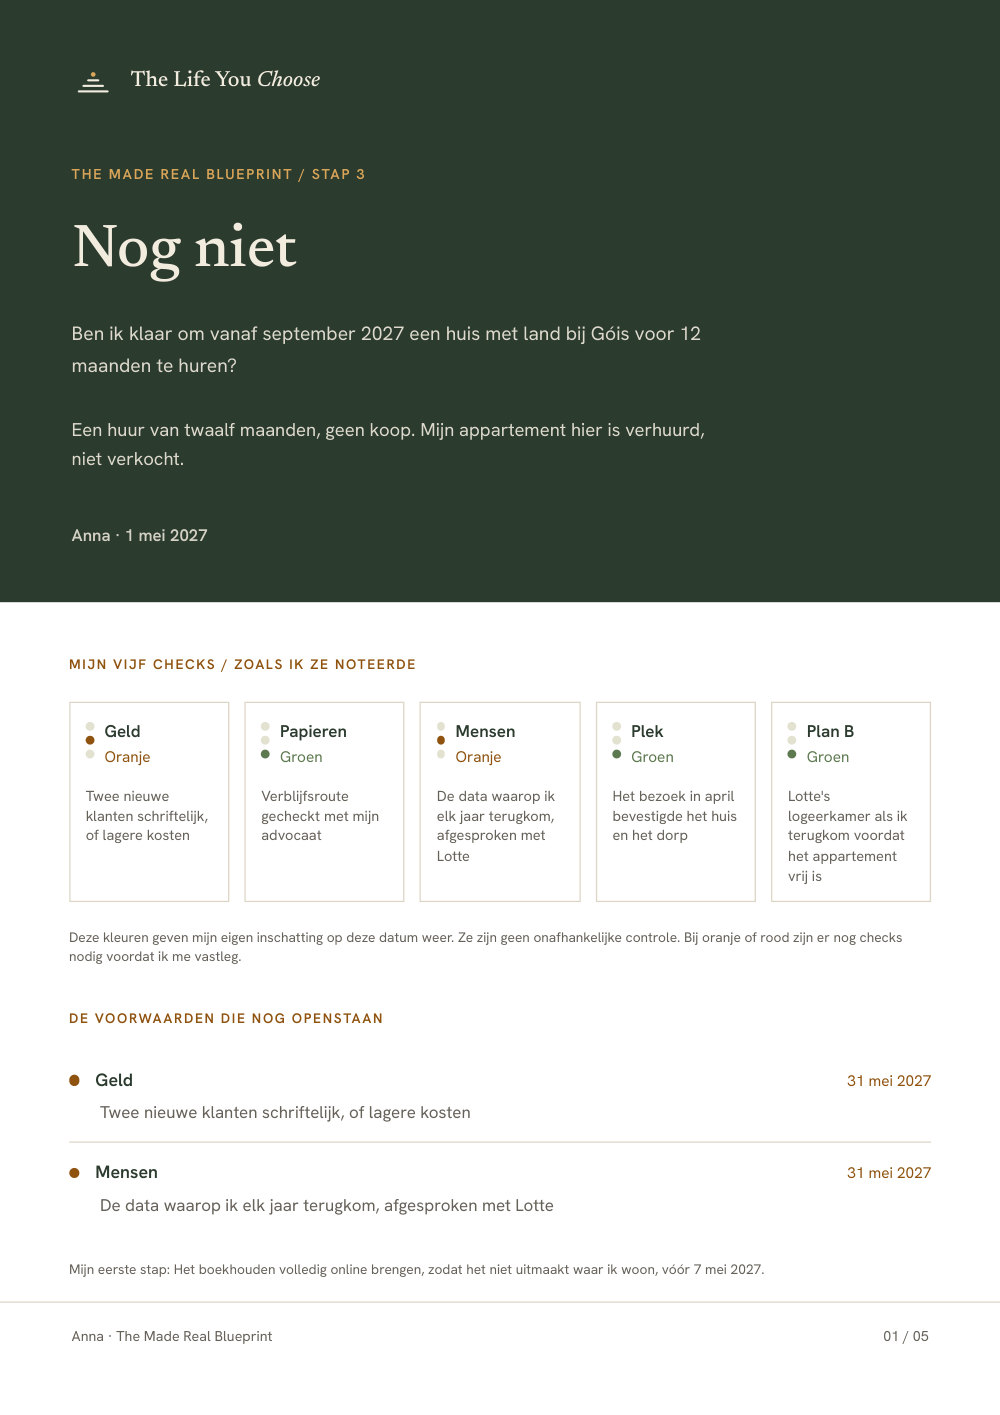 The Life You Choose
THE MADE REAL BLUEPRINT / STAP 3
Nog niet
Ben ik klaar om vanaf september 2027 een huis met land bij Góis voor 12
maanden te huren?
Een huur van twaalf maanden, geen koop. Mijn appartement hier is verhuurd,
niet verkocht.
Anna · 1 mei 2027
MIJN VIJF CHECKS / ZOALS IK ZE NOTEERDE
Geld
Oranje
Twee nieuwe
klanten schriftelijk,
of lagere kosten
Papieren
Groen
Verblijfsroute
gecheckt met mijn
advocaat
Mensen
Oranje
De data waarop ik
elk jaar terugkom,
afgesproken met
Lotte
Plek
Groen
Het bezoek in april
bevestigde het huis
en het dorp
Plan B
Groen
Lotte's
logeerkamer als ik
terugkom voordat
het appartement
vrij is
Deze kleuren geven mijn eigen inschatting op deze datum weer. Ze zijn geen onafhankelijke controle. Bij oranje of rood zijn er nog checks
nodig voordat ik me vastleg.
DE VOORWAARDEN DIE NOG OPENSTAAN
Geld 31 mei 2027
Twee nieuwe klanten schriftelijk, of lagere kosten
Mensen 31 mei 2027
De data waarop ik elk jaar terugkom, afgesproken met Lotte
Mijn eerste stap: Het boekhouden volledig online brengen, zodat het niet uitmaakt waar ik woon, vóór 7 mei 2027.
Anna · The Made Real Blueprint 01 / 05